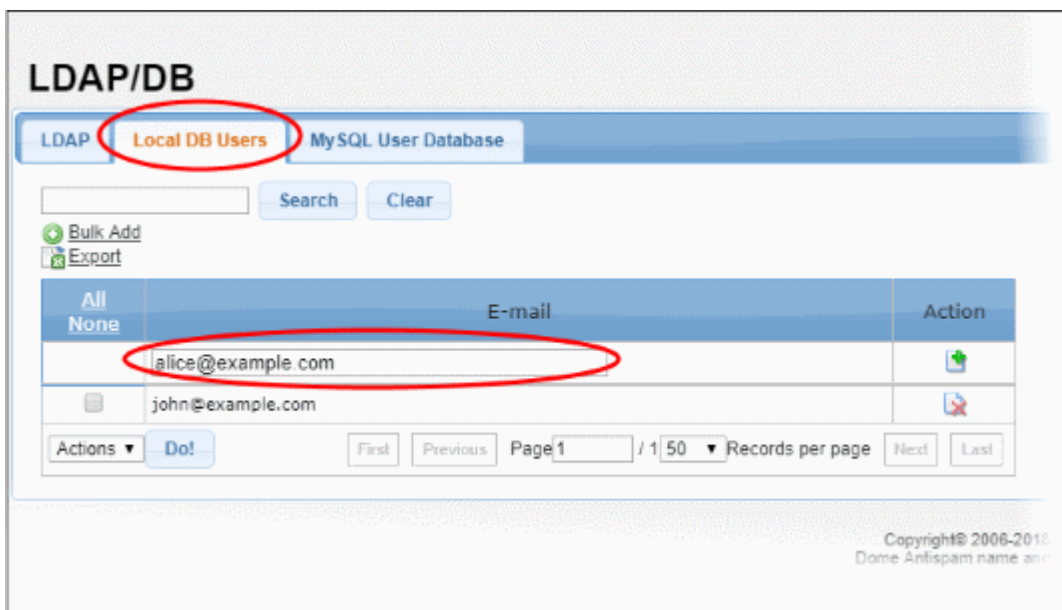 LDAP/DB
LDAP Local DB Users MySQL User Database
Search Clear
Bulk Add
Export
All
None
E-mail Action
alice@example.com
john@example.com
Actions Do! First Previous Page 1 / 1 50 Records per page Next Last
Copyright© 2006-2018
Dome Antispam name and